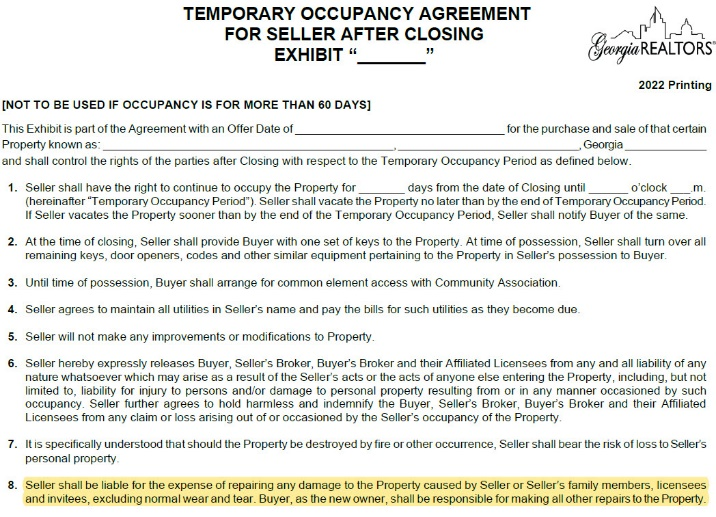 TEMPORARY OCCUPANCY AGREEMENT
FOR SELLER AFTER CLOSING
EXHIBIT “_______”
Georgia REALTORS®
2022 Printing
[NOT TO BE USED IF OCCUPANCY IS FOR MORE THAN 60 DAYS]
This Exhibit is part of the Agreement with an Offer Date of ______________________________ for the purchase and sale of that certain
Property known as: __________________________________________, __________________________, Georgia ____________
and shall control the rights of the parties after Closing with respect to the Temporary Occupancy Period as defined below.
1. Seller shall have the right to continue to occupy the Property for _______ days from the date of Closing until ______ o’clock ___.m.
(hereinafter “Temporary Occupancy Period”). Seller shall vacate the Property no later than by the end of Temporary Occupancy Period.
If Seller vacates the Property sooner than by the end of the Temporary Occupancy Period, Seller shall notify Buyer of the same.
2. At the time of closing, Seller shall provide Buyer with one set of keys to the Property. At time of possession, Seller shall turn over all
remaining keys, door openers, codes and other similar equipment pertaining to the Property in Seller’s possession to Buyer.
3. Until time of possession, Buyer shall arrange for common element access with Community Association.
4. Seller agrees to maintain all utilities in Seller’s name and pay the bills for such utilities as they become due.
5. Seller will not make any improvements or modifications to Property.
6. Seller hereby expressly releases Buyer, Seller’s Broker, Buyer’s Broker and their Affiliated Licensees from any and all liability of any
nature whatsoever which may arise as a result of the Seller’s acts or the acts of anyone else entering the Property, including, but not
limited to, liability for injury to persons and/or damage to personal property resulting from or in any manner occasioned by such
occupancy. Seller further agrees to hold harmless and indemnify the Buyer, Seller’s Broker, Buyer’s Broker and their Affiliated
Licensees from any claim or loss arising out of or occasioned by the Seller’s occupancy of the Property.
7. It is specifically understood that should the Property be destroyed by fire or other occurrence, Seller shall bear the risk of loss to Seller’s
personal property.
8. Seller shall be liable for the expense of repairing any damage to the Property caused by Seller or Seller’s family members, licensees
and invitees, excluding normal wear and tear. Buyer, as the new owner, shall be responsible for making all other repairs to the Property.